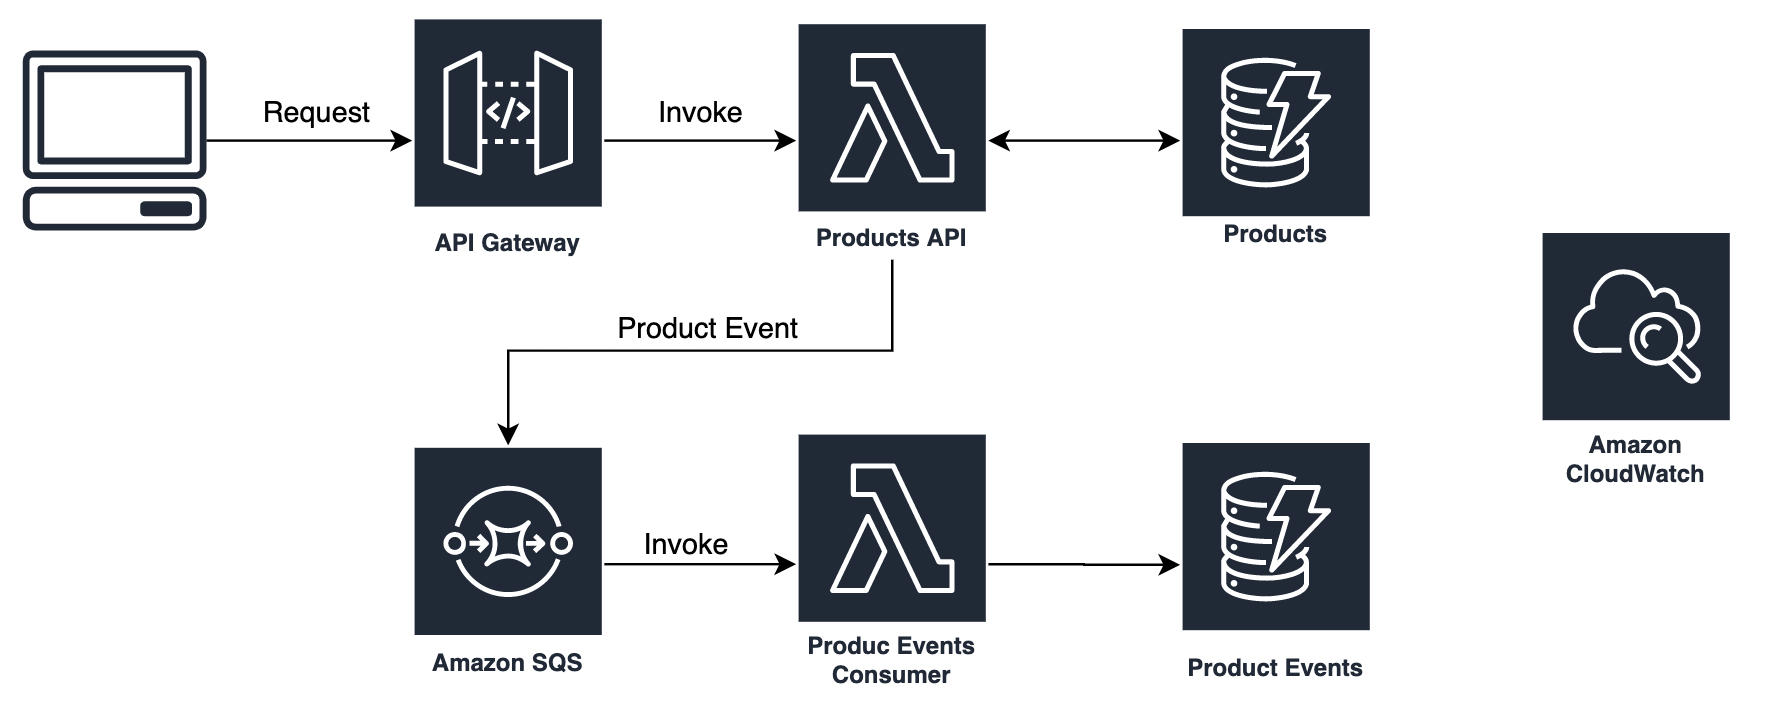 Request
Invoke
API Gateway
Products API
Products
Product Event
Amazon
CloudWatch
Invoke
Amazon SQS
Produc Events
Consumer
Product Events